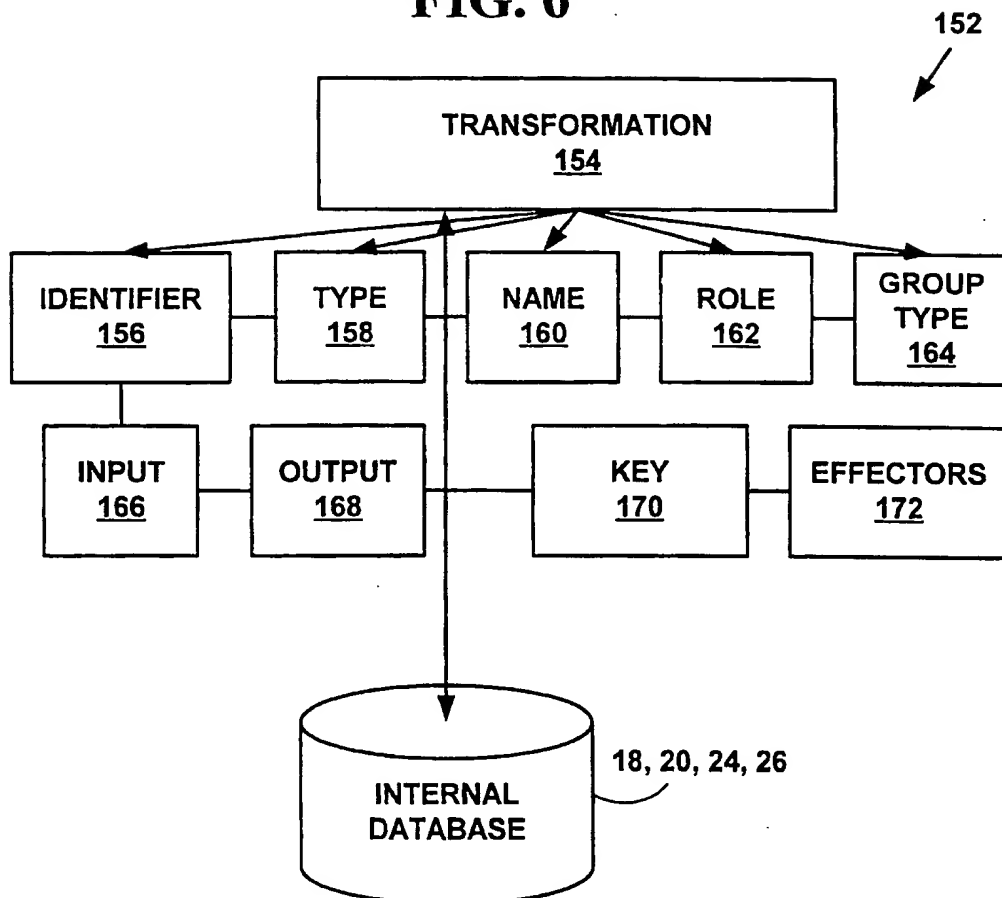 FIG. 6
152
TRANSFORMATION
154
IDENTIFIER
156
TYPE
158
NAME
160
ROLE
162
GROUP
TYPE
164
INPUT
166
OUTPUT
168
KEY
170
EFFECTORS
172
18, 20, 24, 26
INTERNAL
DATABASE